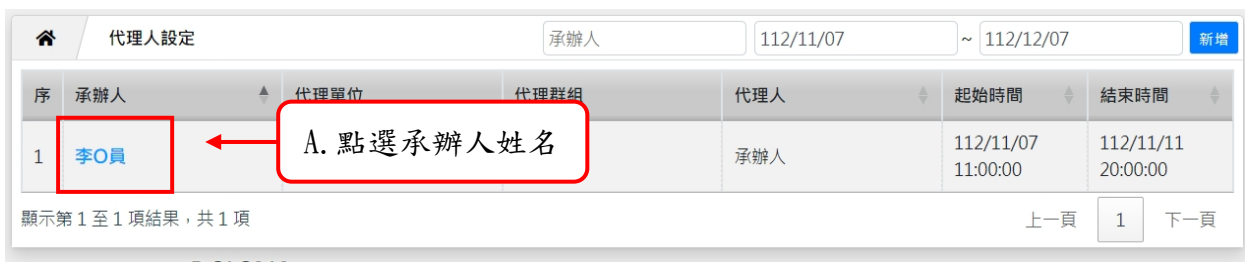 代理人設定 承辦人 112/11/07 ~ 112/12/07 新增
序 承辦人 代理單位 代理群組 代理人 起始時間 結束時間
A.點選承辦人姓名
1 李O員 承辦人 112/11/07 11:00:00 112/11/11 20:00:00
顯示第 1 至 1 項結果，共 1 項 上一頁 1 下一頁